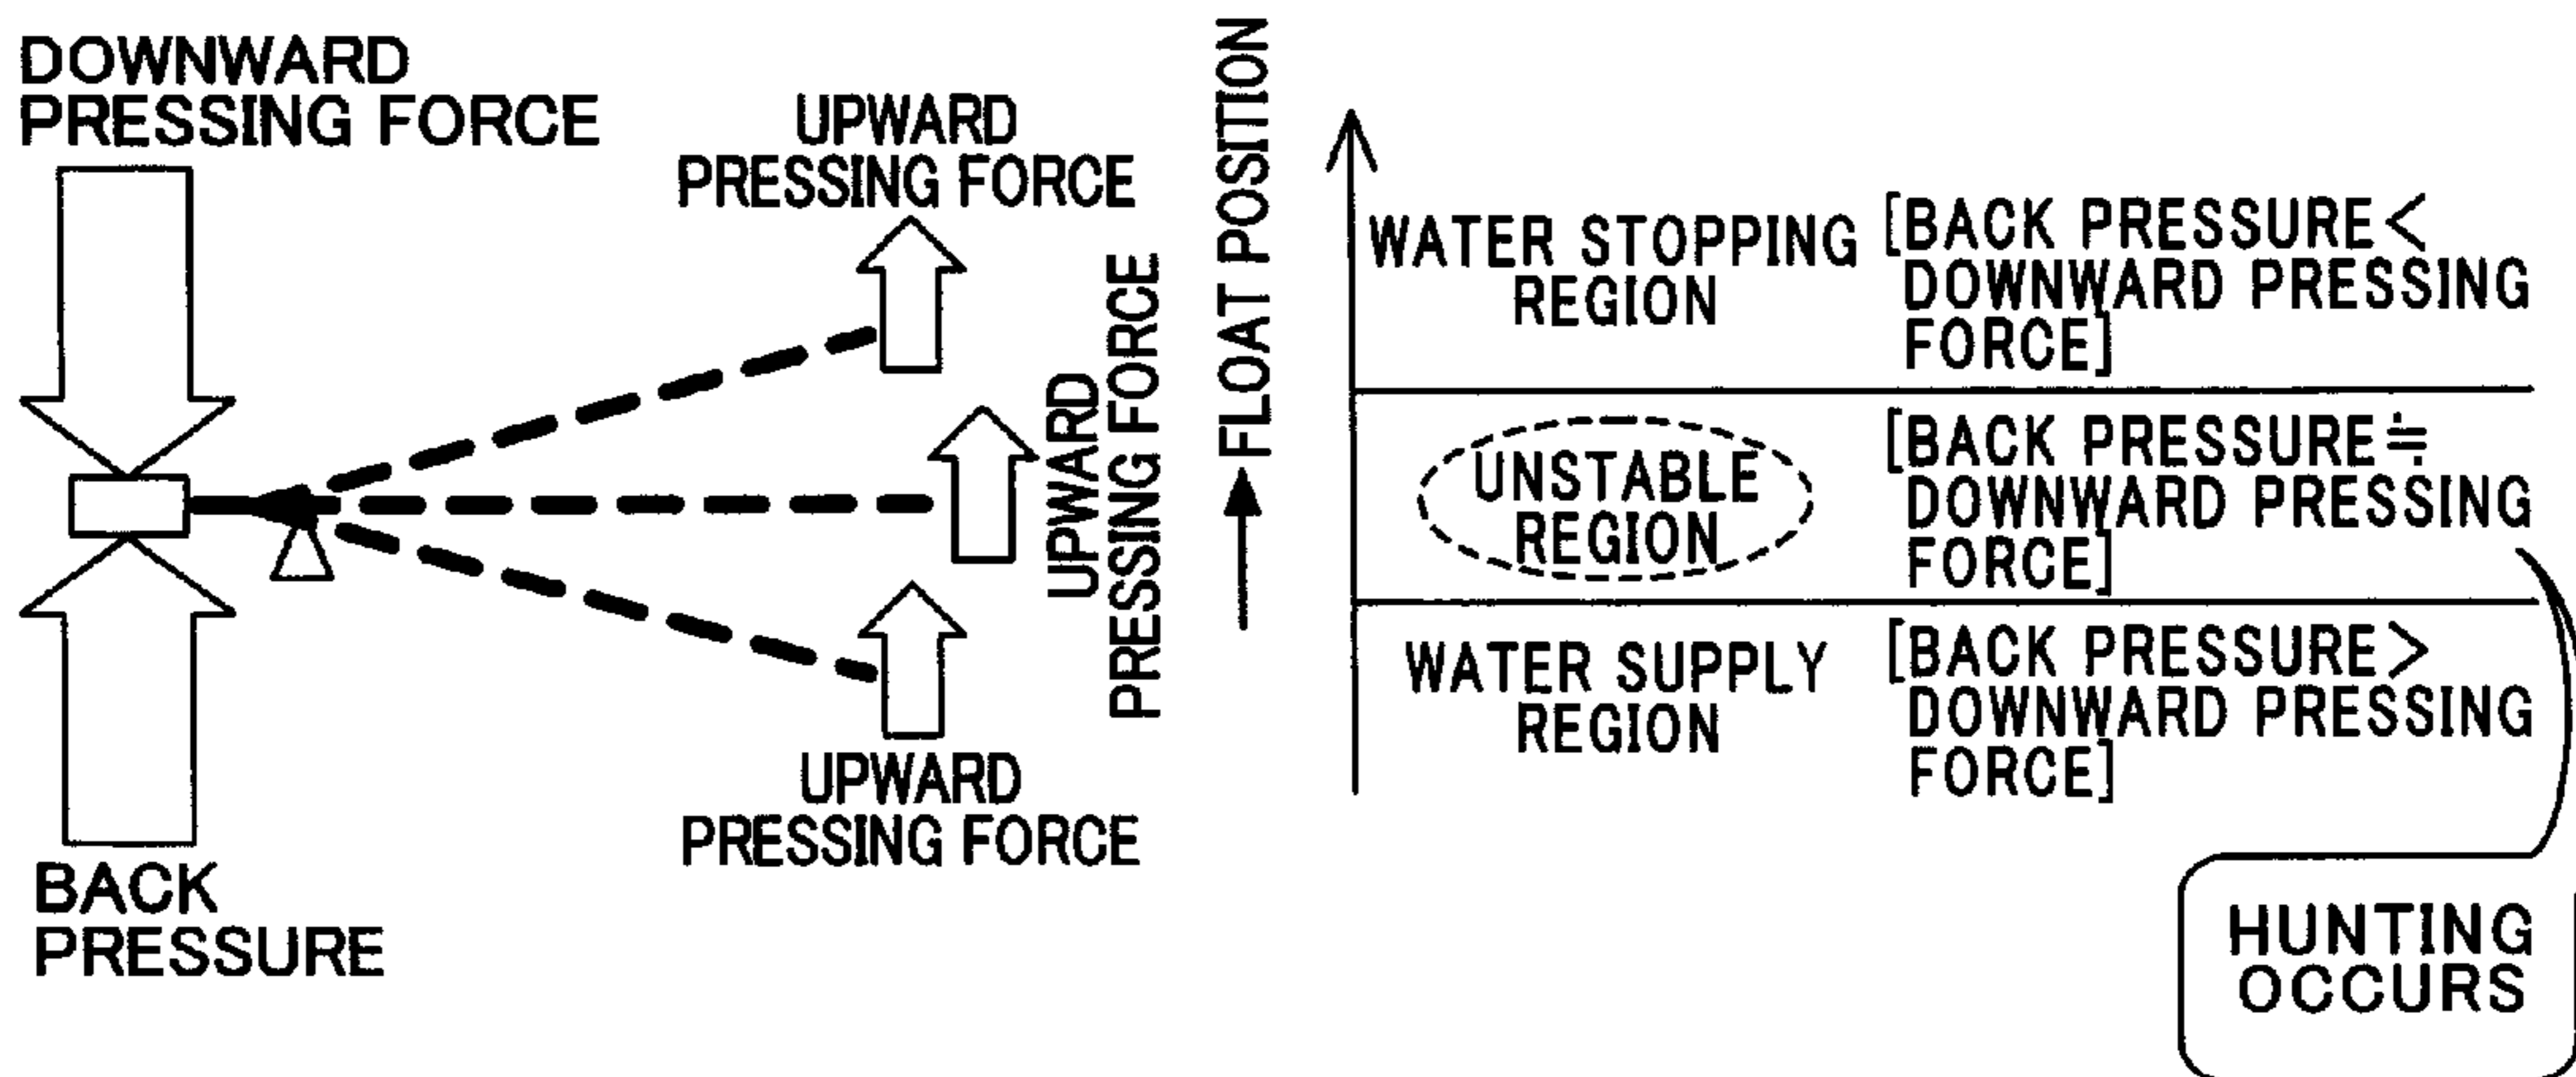 DOWNWARD
PRESSING FORCE
BACK
PRESSURE
UPWARD
PRESSING FORCE
UPWARD
PRESSING FORCE
UPWARD
PRESSING FORCE
FLOAT POSITION
WATER STOPPING
REGION
[BACK PRESSURE<
DOWNWARD PRESSING
FORCE]
UNSTABLE
REGION
[BACK PRESSURE≒
DOWNWARD PRESSING
FORCE]
WATER SUPPLY
REGION
[BACK PRESSURE>
DOWNWARD PRESSING
FORCE]
HUNTING
OCCURS